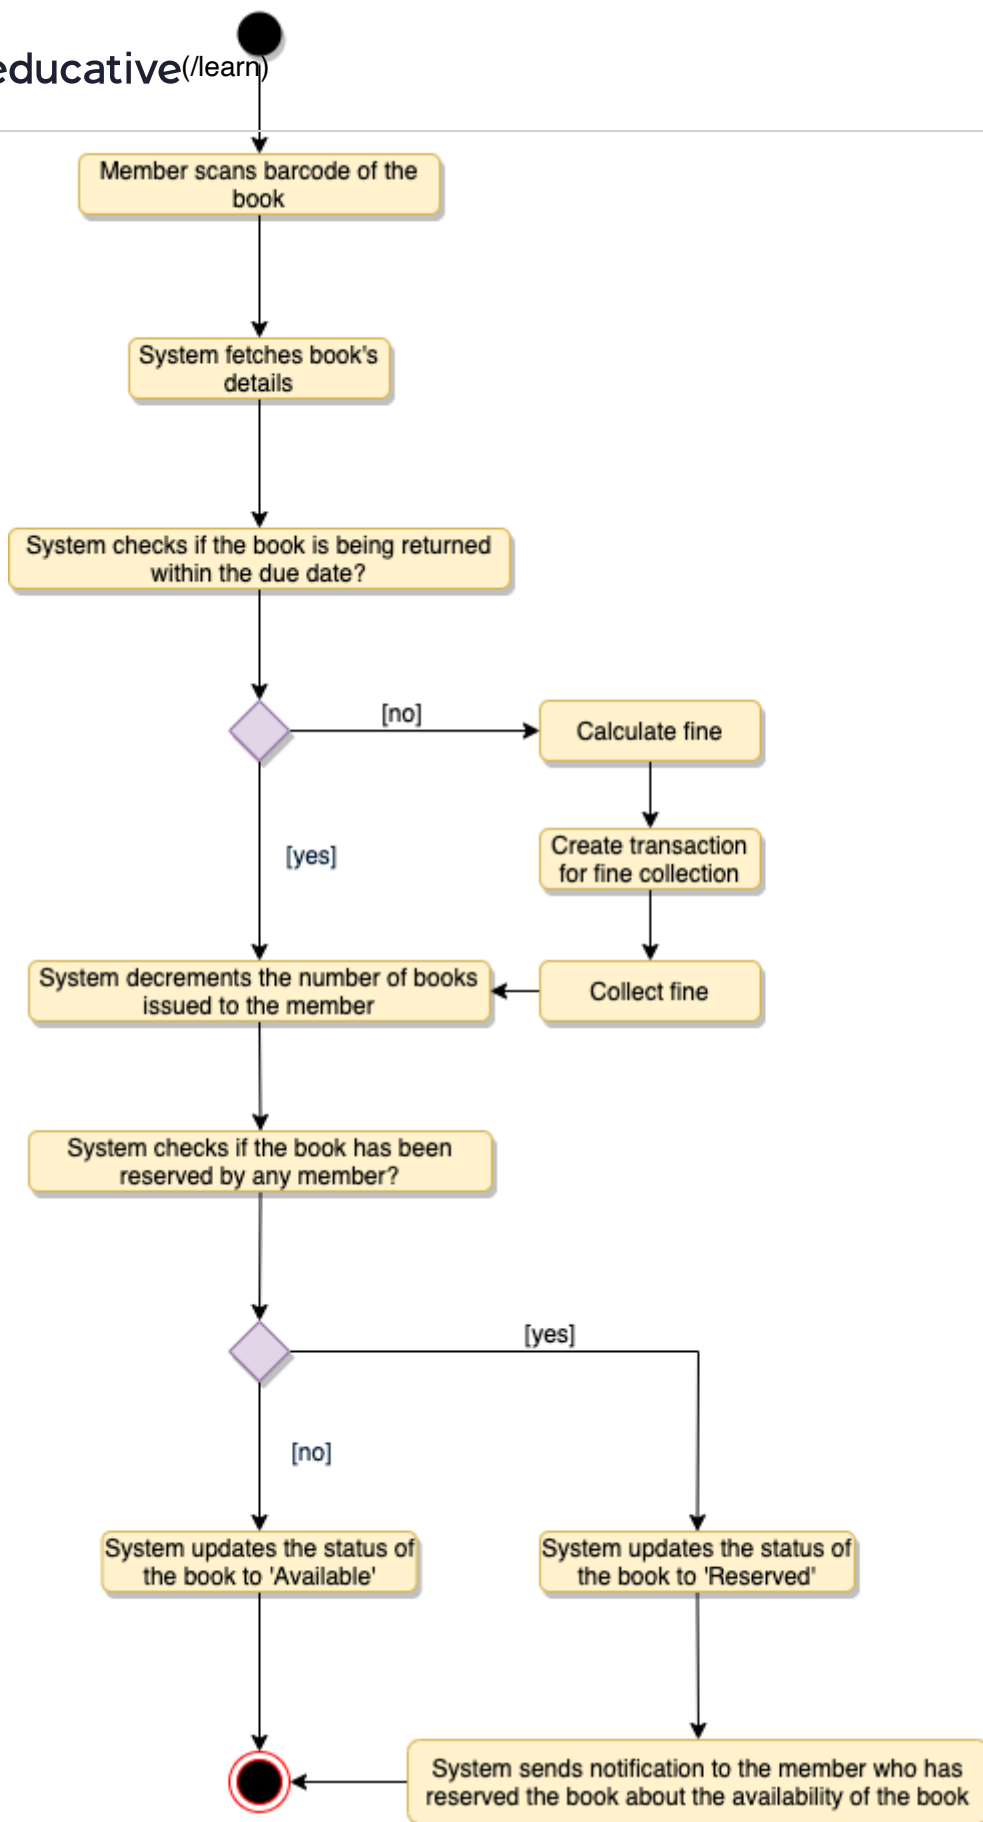 educative(/learn)
Member scans barcode of the
book
System fetches book's
details
System checks if the book is being returned
within the due date?
[no]
Calculate fine
[yes]
Create transaction
for fine collection
System decrements the number of books
issued to the member
Collect fine
System checks if the book has been
reserved by any member?
[yes]
[no]
System updates the status of
the book to 'Available'
System updates the status of
the book to 'Reserved'
System sends notification to the member who has
reserved the book about the availability of the book